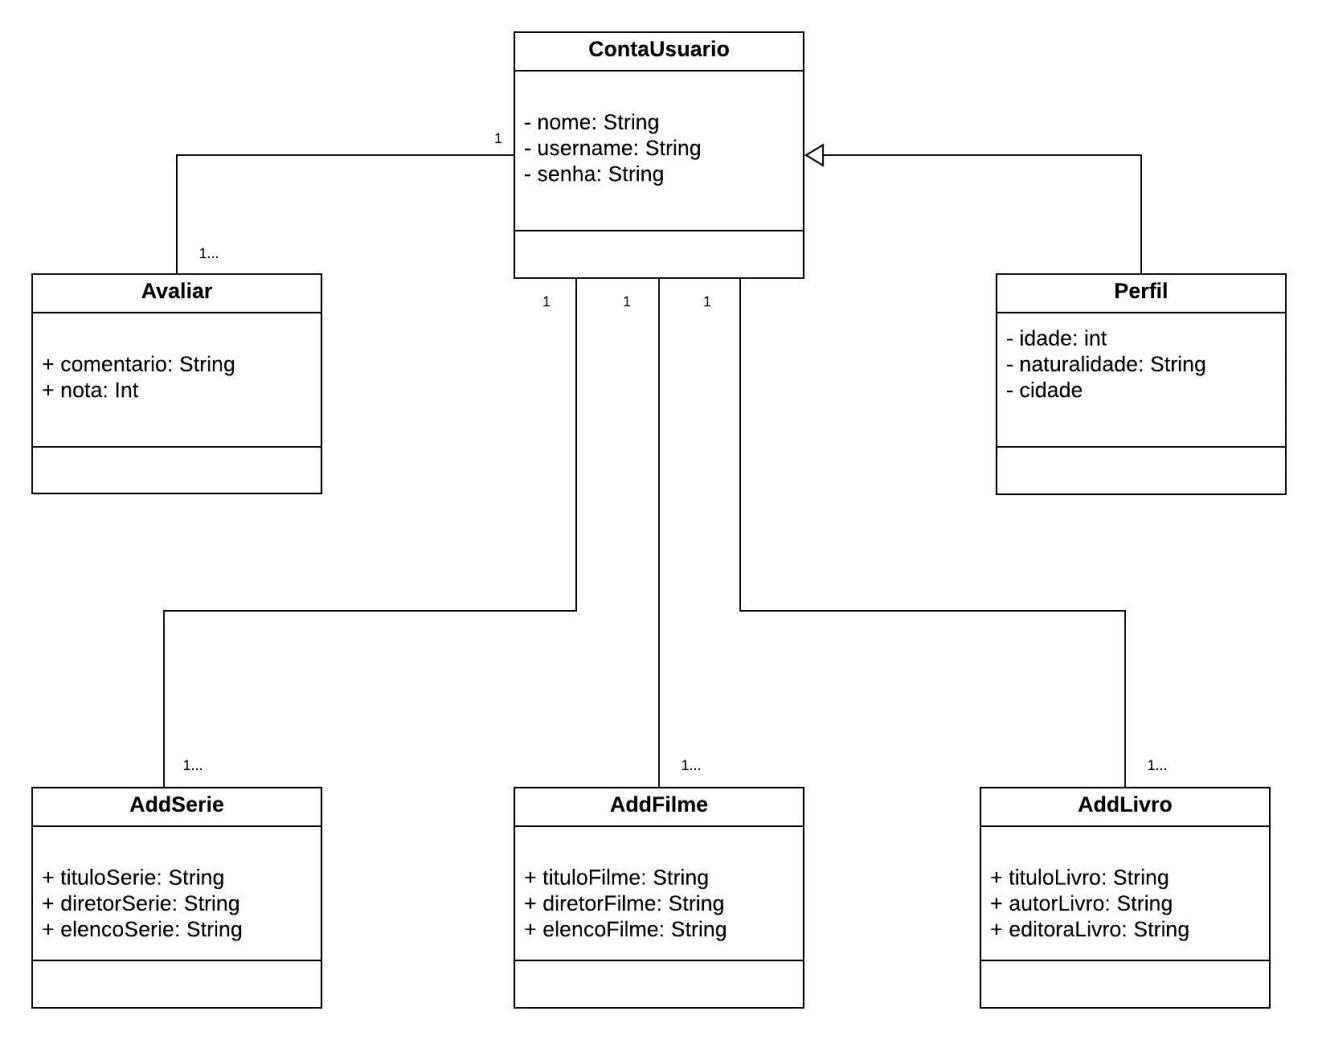 ContaUsuario
- nome: String
- username: String
- senha: String
1
1...
Avaliar
+ comentario: String
+ nota: Int
1
1
1
Perfil
- idade: int
- naturalidade: String
- cidade
1...
1...
1...
AddSerie
+ tituloSerie: String
+ diretorSerie: String
+ elencoSerie: String
AddFilme
+ tituloFilme: String
+ diretorFilme: String
+ elencoFilme: String
AddLivro
+ tituloLivro: String
+ autorLivro: String
+ editoraLivro: String